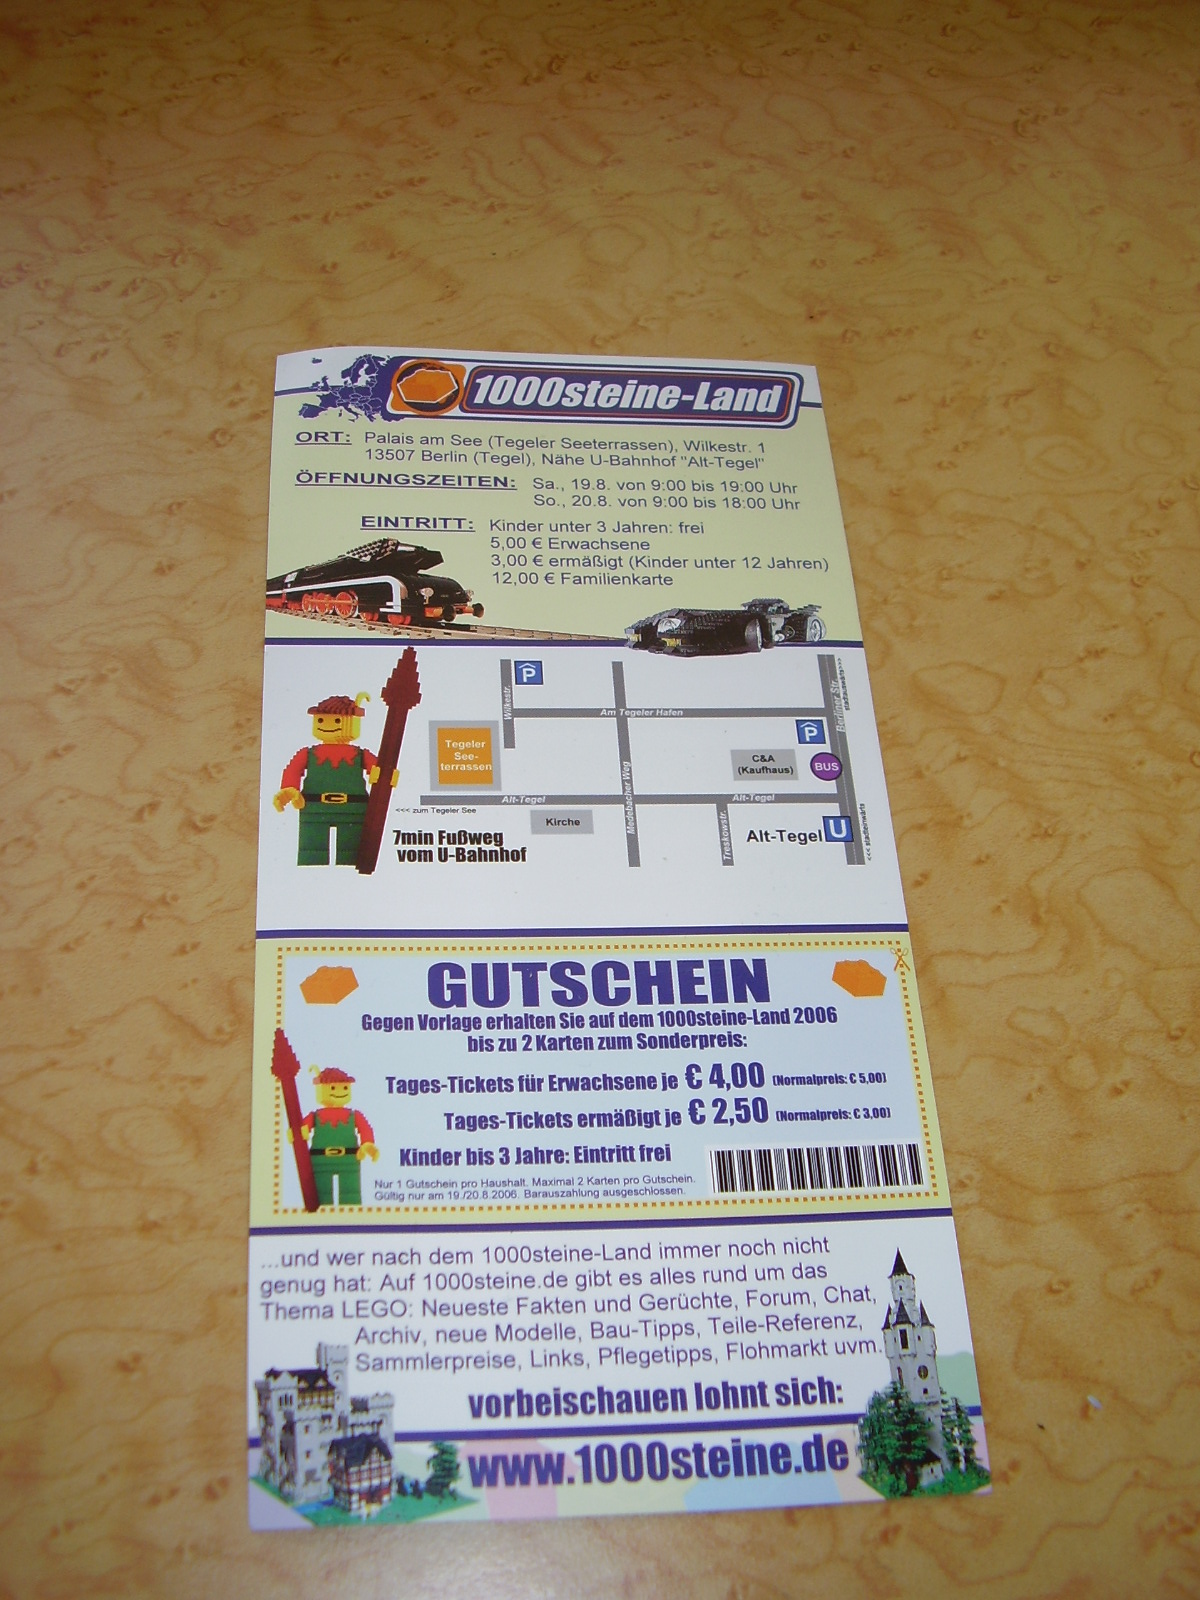 1000steine-Land
ORT: Palais am See (Tegeler Seeterrassen), Wilkestr. 1
13507 Berlin (Tegel), Nähe U-Bahnhof "Alt-Tegel"
ÖFFNUNGSZEITEN: Sa., 19.8. von 9:00 bis 19:00 Uhr
So., 20.8. von 9:00 bis 18:00 Uhr
EINTRITT: Kinder unter 3 Jahren: frei
5,00 € Erwachsene
3,00 € ermäßigt (Kinder unter 12 Jahren)
12,00 € Familienkarte
P
Wilkestr.
Am Tegeler Hafen
Berliner Str.
stadtauswärts>>>
P
Tegeler
See-
terrassen
C&A
(Kaufhaus)
BUS
Medebacher Weg
Alt-Tegel
Alt-Tegel
<<< zum Tegeler See
Kirche
Treskowstr.
Alt-Tegel U
<<< stadteinwärts
7min Fußweg
vom U-Bahnhof
GUTSCHEIN
Gegen Vorlage erhalten Sie auf dem 1000steine-Land 2006
bis zu 2 Karten zum Sonderpreis:
Tages-Tickets für Erwachsene je € 4,00 (Normalpreis: € 5,00)
Tages-Tickets ermäßigt je € 2,50 (Normalpreis: € 3,00)
Kinder bis 3 Jahre: Eintritt frei
Nur 1 Gutschein pro Haushalt. Maximal 2 Karten pro Gutschein.
Gültig nur am 19./20.8.2006. Barauszahlung ausgeschlossen.
...und wer nach dem 1000steine-Land immer noch nicht
genug hat: Auf 1000steine.de gibt es alles rund um das
Thema LEGO: Neueste Fakten und Gerüchte, Forum, Chat,
Archiv, neue Modelle, Bau-Tipps, Teile-Referenz,
Sammlerpreise, Links, Pflegetipps, Flohmarkt uvm.
vorbeischauen lohnt sich:
www.1000steine.de